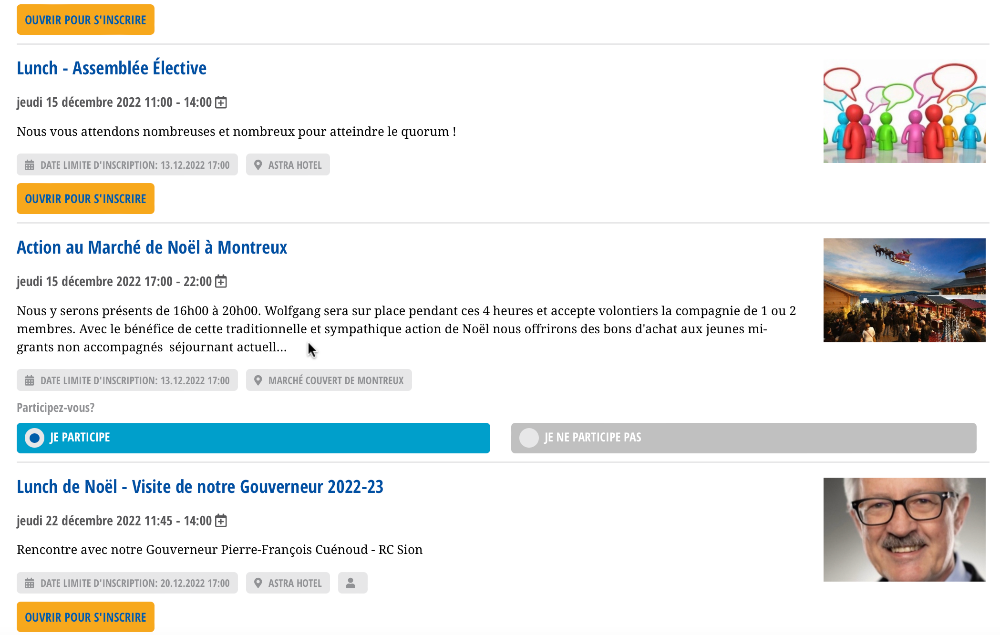 OUVRIR POUR S'INSCRIRE
Lunch - Assemblée Élective
jeudi 15 décembre 2022 11:00 - 14:00
Nous vous attendons nombreuses et nombreux pour atteindre le quorum !
DATE LIMITE D'INSCRIPTION: 13.12.2022 17:00 ASTRA HOTEL
OUVRIR POUR S'INSCRIRE
Action au Marché de Noël à Montreux
jeudi 15 décembre 2022 17:00 - 22:00
Nous y serons présents de 16h00 à 20h00. Wolfgang sera sur place pendant ces 4 heures et accepte volontiers la compagnie de 1 ou 2
membres. Avec le bénéfice de cette traditionnelle et sympathique action de Noël nous offrirons des bons d'achat aux jeunes mi-
grants non accompagnés  séjournant actuell...
DATE LIMITE D'INSCRIPTION: 13.12.2022 17:00 MARCHÉ COUVERT DE MONTREUX
Participez-vous?
JE PARTICIPE JE NE PARTICIPE PAS
Lunch de Noël - Visite de notre Gouverneur 2022-23
jeudi 22 décembre 2022 11:45 - 14:00
Rencontre avec notre Gouverneur Pierre-François Cuénoud - RC Sion
DATE LIMITE D'INSCRIPTION: 20.12.2022 17:00 ASTRA HOTEL
OUVRIR POUR S'INSCRIRE